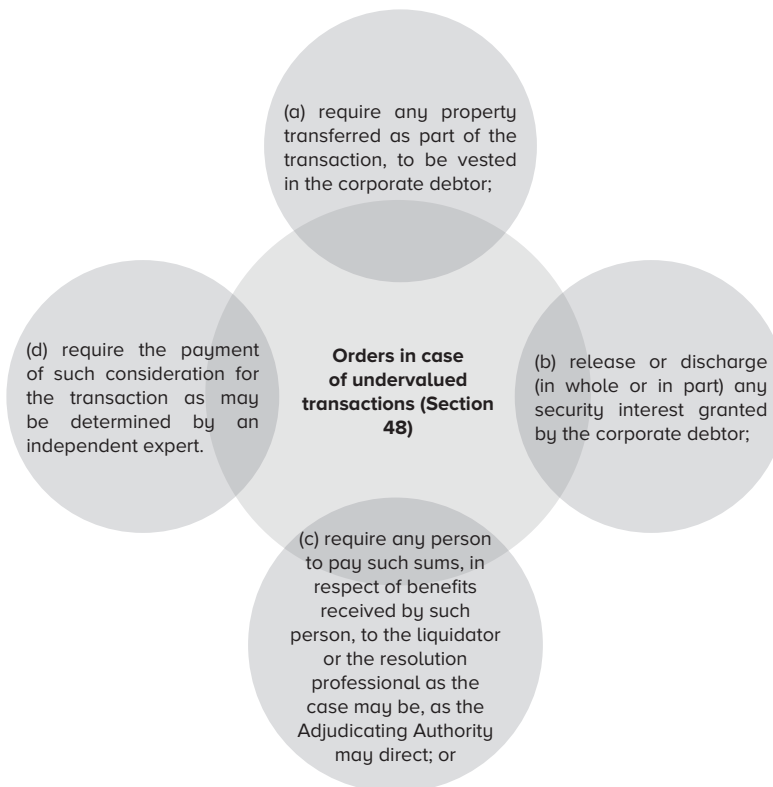 (a) require any property
transferred as part of the
transaction, to be vested
in the corporate debtor;
Orders in case
of undervalued
transactions (Section
48)
(b) release or discharge
(in whole or in part) any
security interest granted
by the corporate debtor;
(c) require any person
to pay such sums, in
respect of benefits
received by such
person, to the liquidator
or the resolution
professional as the
case may be, as the
Adjudicating Authority
may direct; or
(d) require the payment
of such consideration for
the transaction as may
be determined by an
independent expert.